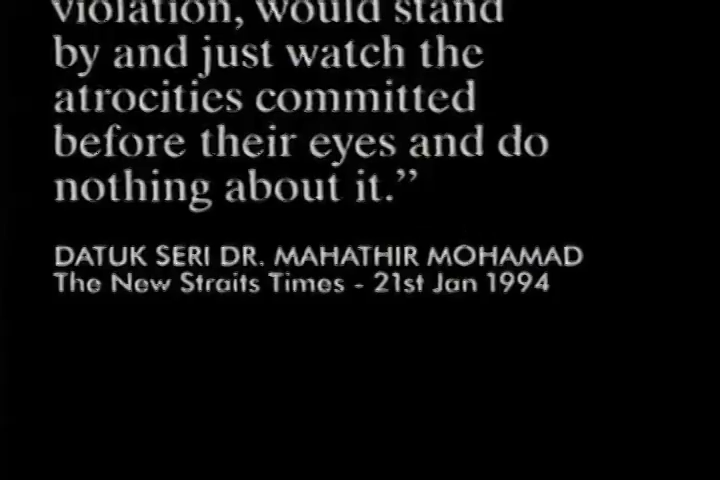 violation, would stand
by and just watch the
atrocities committed
before their eyes and do
nothing about it.”
DATUK SERI DR. MAHATHIR MOHAMAD
The New Straits Times - 21st Jan 1994